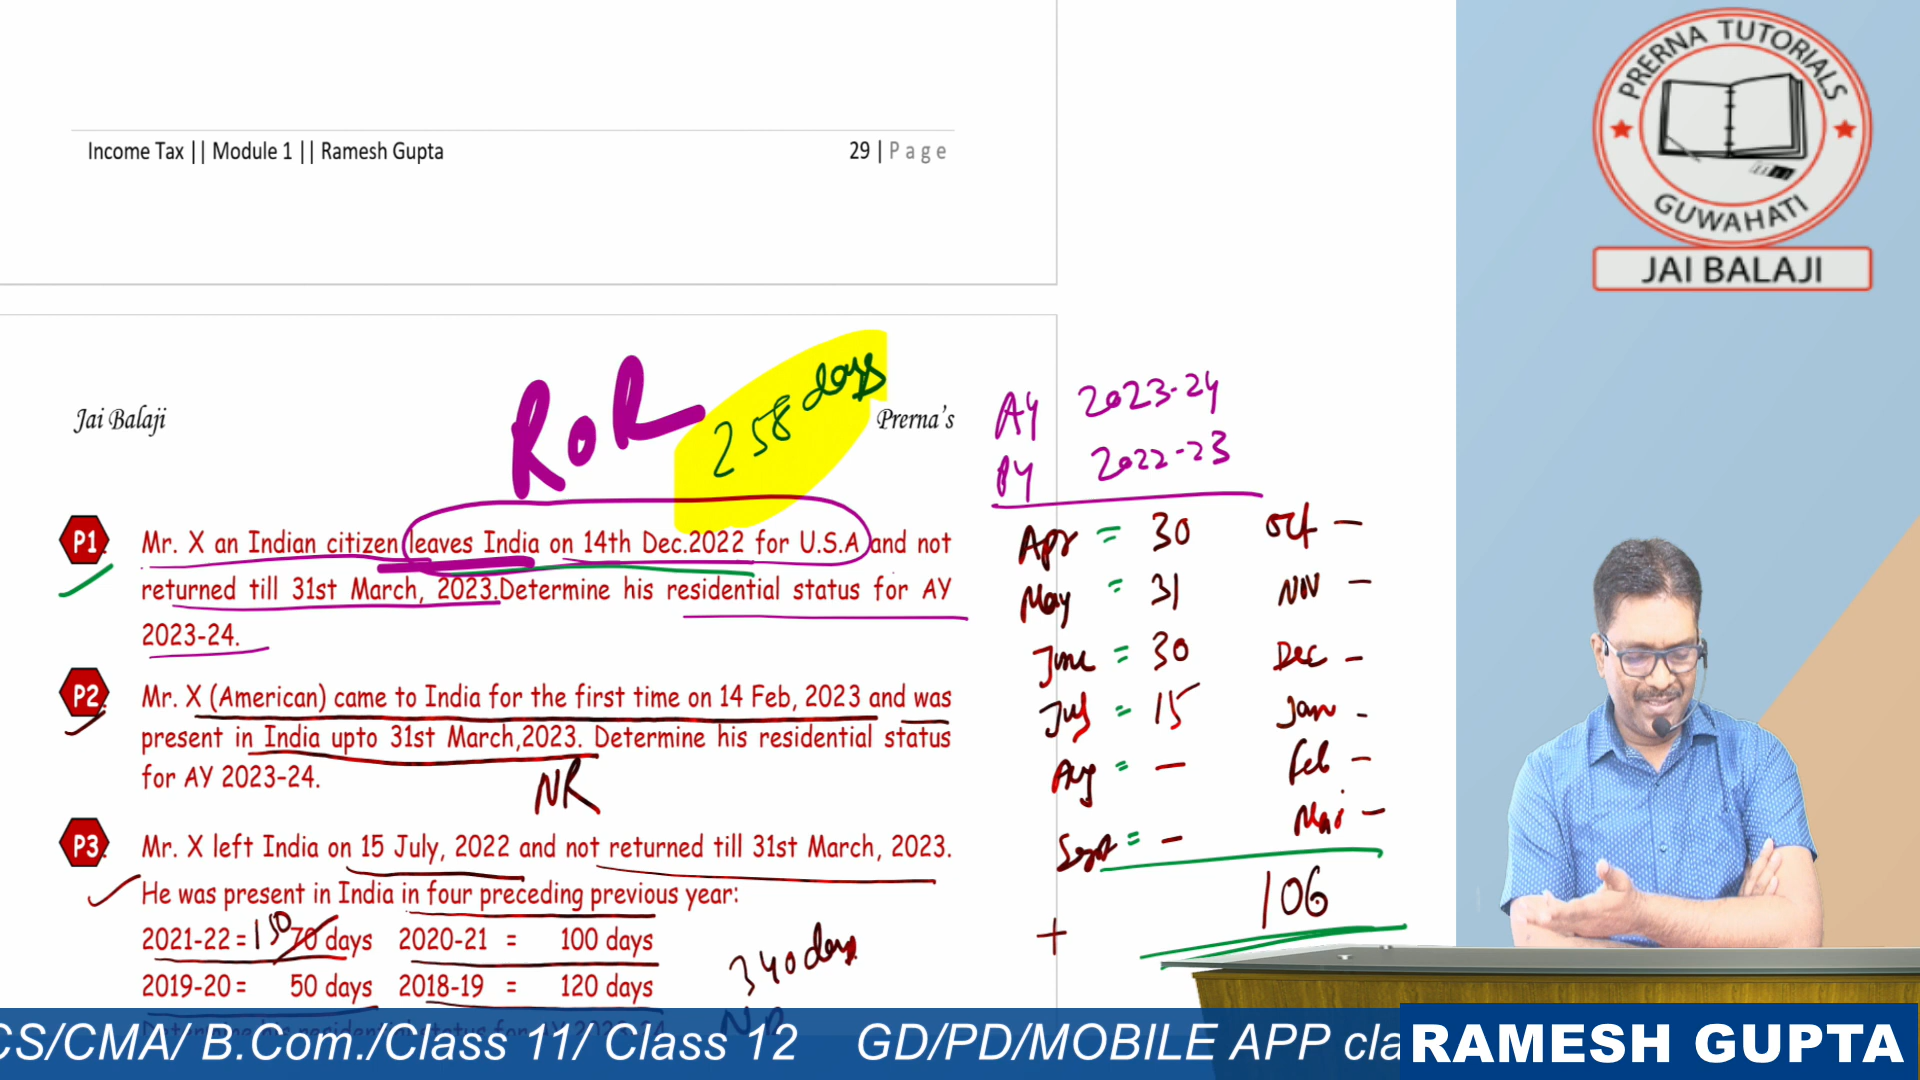 Income Tax || Module 1 || Ramesh Gupta
29 | P a g e
PRERNA TUTORIALS
GUWAHATI
JAI BALAJI
Jai Balaji
ROR
258 days
Prerna's
AY 2023-24
PY 2022-23
P1 Mr. X an Indian citizen leaves India on 14th Dec.2022 for U.S.A and not
returned till 31st March, 2023.Determine his residential status for AY
2023-24.
P2 Mr. X (American) came to India for the first time on 14 Feb, 2023 and was
present in India upto 31st March,2023. Determine his residential status
for AY 2023-24.
NR
P3 Mr. X left India on 15 July, 2022 and not returned till 31st March, 2023.
He was present in India in four preceding previous year:
2021-22 = 150 70 days 2020-21 = 100 days
2019-20 = 50 days 2018-19 = 120 days
340 days
NR
Apr = 30 Oct —
May = 31 Nov —
June = 30 Dec —
July = 15 Jan -
Aug = — Feb —
Sept = — Mar —
106
+
CS/CMA/ B.Com./Class 11/ Class 12 GD/PD/MOBILE APP cla
RAMESH GUPTA